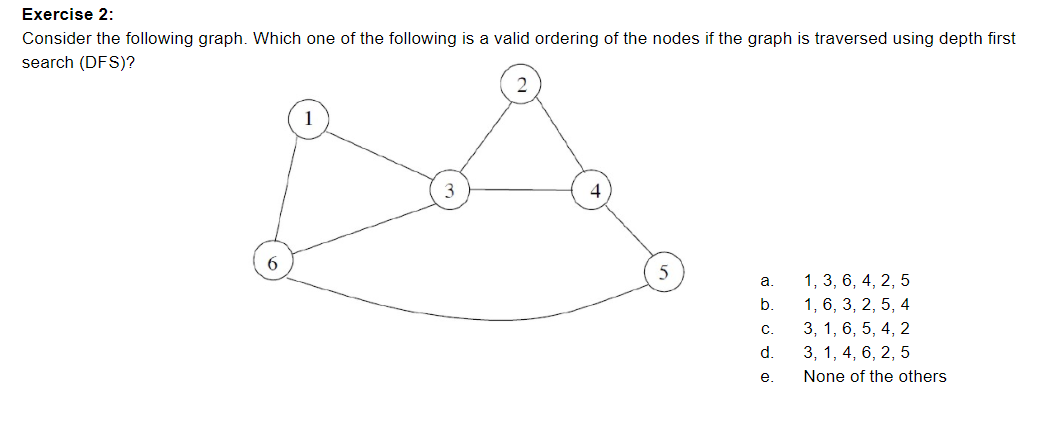 Exercise 2:
Consider the following graph. Which one of the following is a valid ordering of the nodes if the graph is traversed using depth first
search (DFS)?
2
1
3
4
6
5
a. 1, 3, 6, 4, 2, 5
b. 1, 6, 3, 2, 5, 4
c. 3, 1, 6, 5, 4, 2
d. 3, 1, 4, 6, 2, 5
e. None of the others